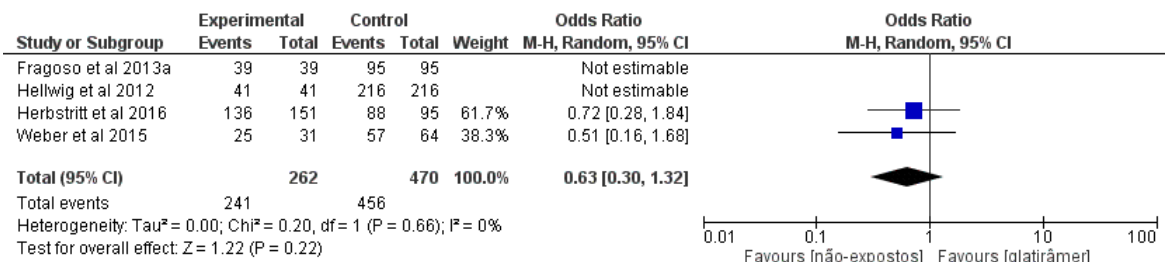 Experimental Control Odds Ratio Odds Ratio
Study or Subgroup Events Total Events Total Weight M-H, Random, 95% CI M-H, Random, 95% CI
Fragoso et al 2013a 39 39 95 95 Not estimable
Hellwig et al 2012 41 41 216 216 Not estimable
Herbstritt et al 2016 136 151 88 95 61.7% 0.72 [0.28, 1.84]
Weber et al 2015 25 31 57 64 38.3% 0.51 [0.16, 1.68]
Total (95% CI) 262 470 100.0% 0.63 [0.30, 1.32]
Total events 241 456
Heterogeneity: Tau² = 0.00; Chi² = 0.20, df = 1 (P = 0.66); I² = 0%
Test for overall effect: Z = 1.22 (P = 0.22)
0.01 0.1 1 10 100
Favours [não-expostos] Favours [glatirâmer]